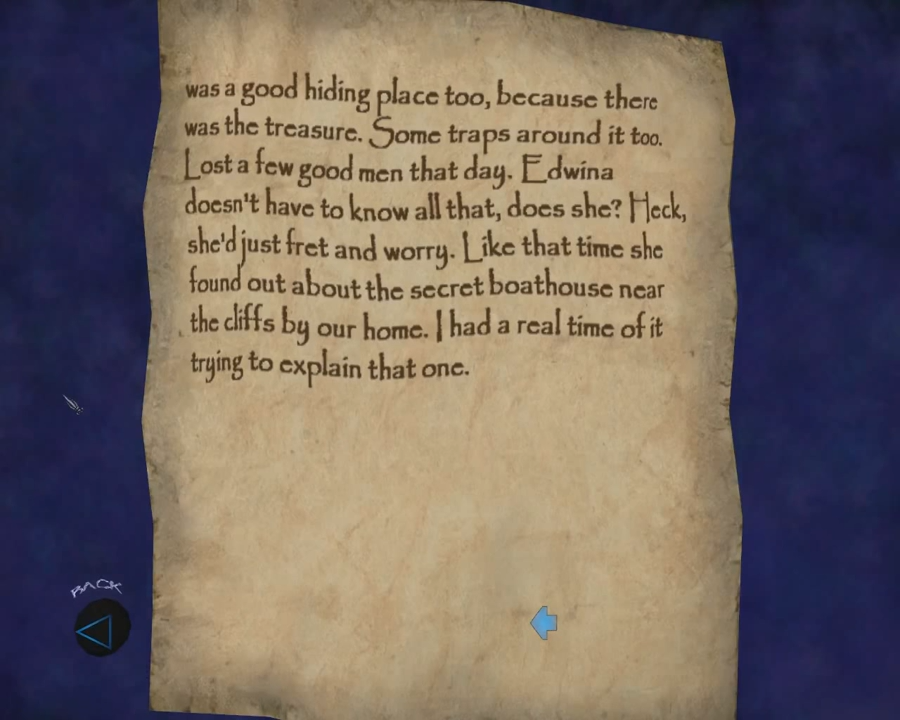 was a good hiding place too, because there
was the treasure. Some traps around it too.
Lost a few good men that day. Edwina
doesn't have to know all that, does she? Heck,
she'd just fret and worry. Like that time she
found out about the secret boathouse near
the cliffs by our home. I had a real time of it
trying to explain that one.
BACK